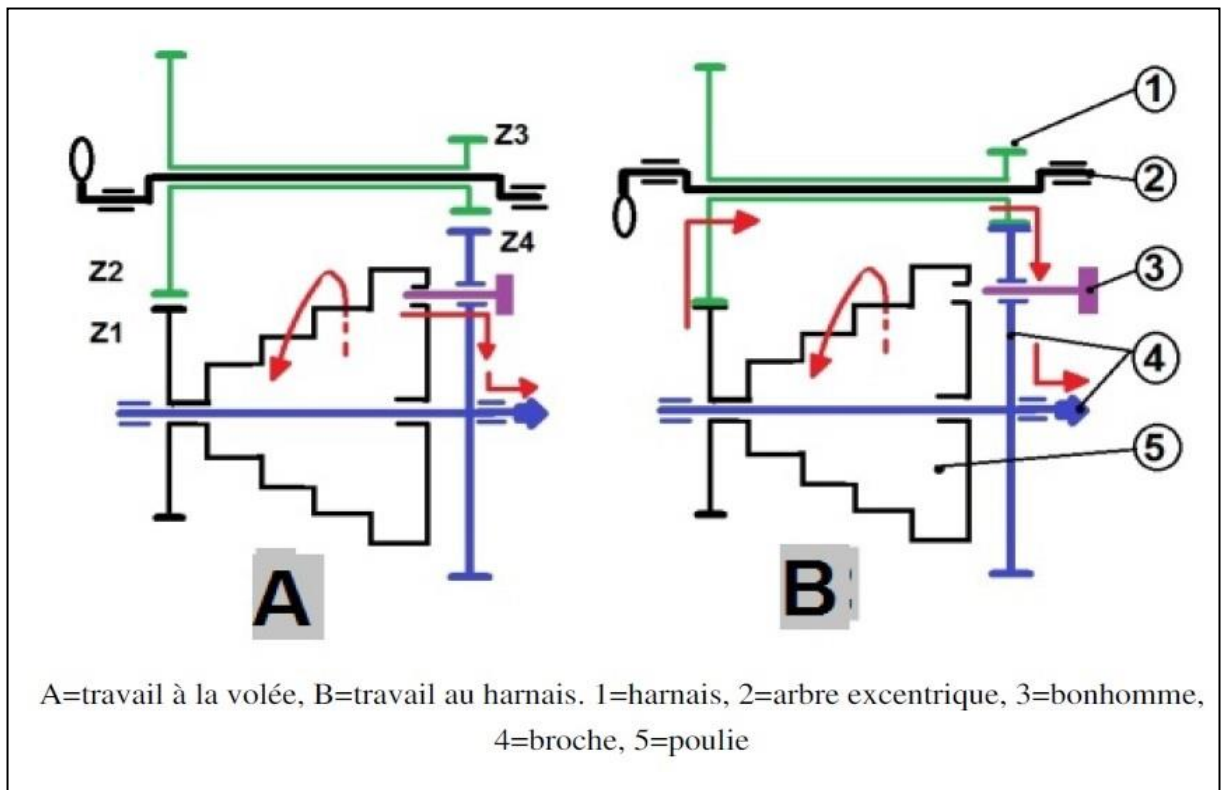 Z3
Z4
Z2
Z1
A
1
2
3
4
5
B
A=travail à la volée, B=travail au harnais. 1=harnais, 2=arbre excentrique, 3=bonhomme,
4=broche, 5=poulie